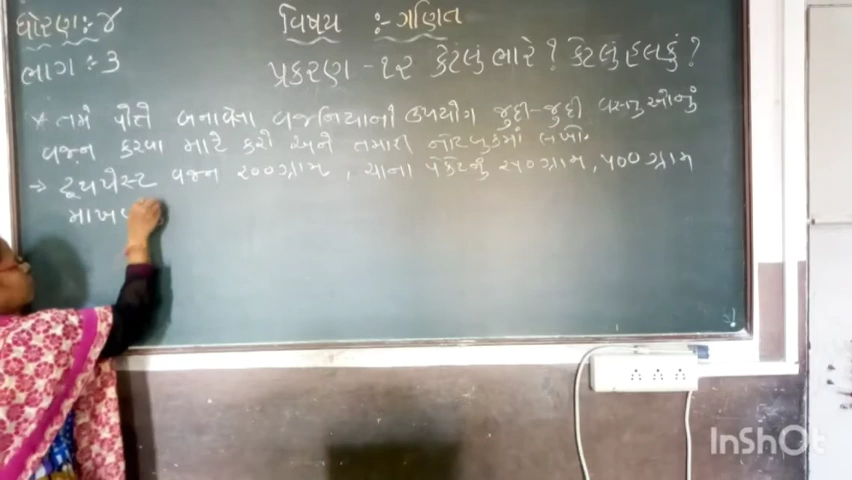 ધોરણ:-૪
વિષય :- ગણિત
ભાગ :- ૩
પ્રકરણ - ૧૨ કેટલું ભારે ? કેટલું હલકું ?
* તમે પોતે બનાવેલા વજનિયાનો ઉપયોગ જુદી-જુદી વસ્તુઓનું
વજન કરવા માટે કરો અને તમારી નોટબુકમાં લખો.
→ ટૂથપેસ્ટ વજન ૨૦૦ગ્રામ , ચાના પેકેટનું ૨૫૦ગ્રામ, ૫૦૦ગ્રામ
માખ
InShOt